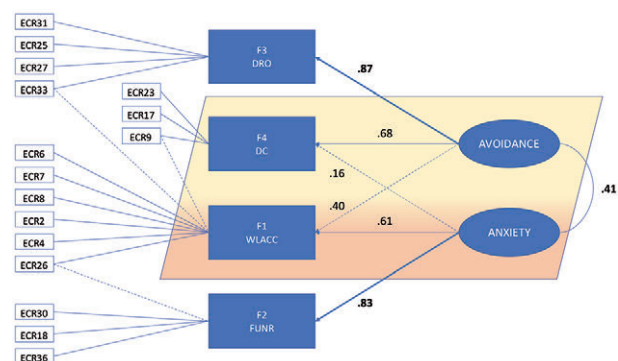 ECR31
ECR25
ECR27
ECR33
F3
DRO
.87
ECR23
ECR17
ECR9
F4
DC
.68
AVOIDANCE
.16
.41
ECR6
ECR7
ECR8
ECR2
ECR4
ECR26
.40
F1
WLACC
.61
ANXIETY
ECR30
ECR18
ECR36
F2
FUNR
.83